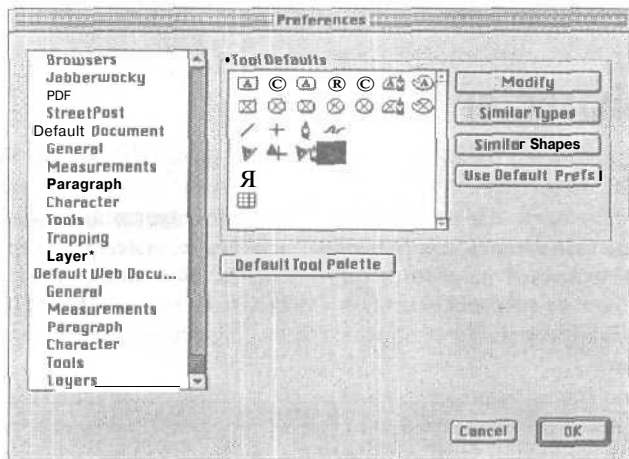 Preferences
Browsers
Jabberwocky
PDF
StreetPost
Default Document
General
Measurements
Paragraph
Character
Tools
Trapping
Layer*
Default Web Docu...
General
Measurements
Paragraph
Character
Tools
Layers
•Tool Defaults
A © A ® © A A
Я
Modify
Similar Types
Similar Shapes
Use Default Prefs
Default Tool Palette
Cancel
OK